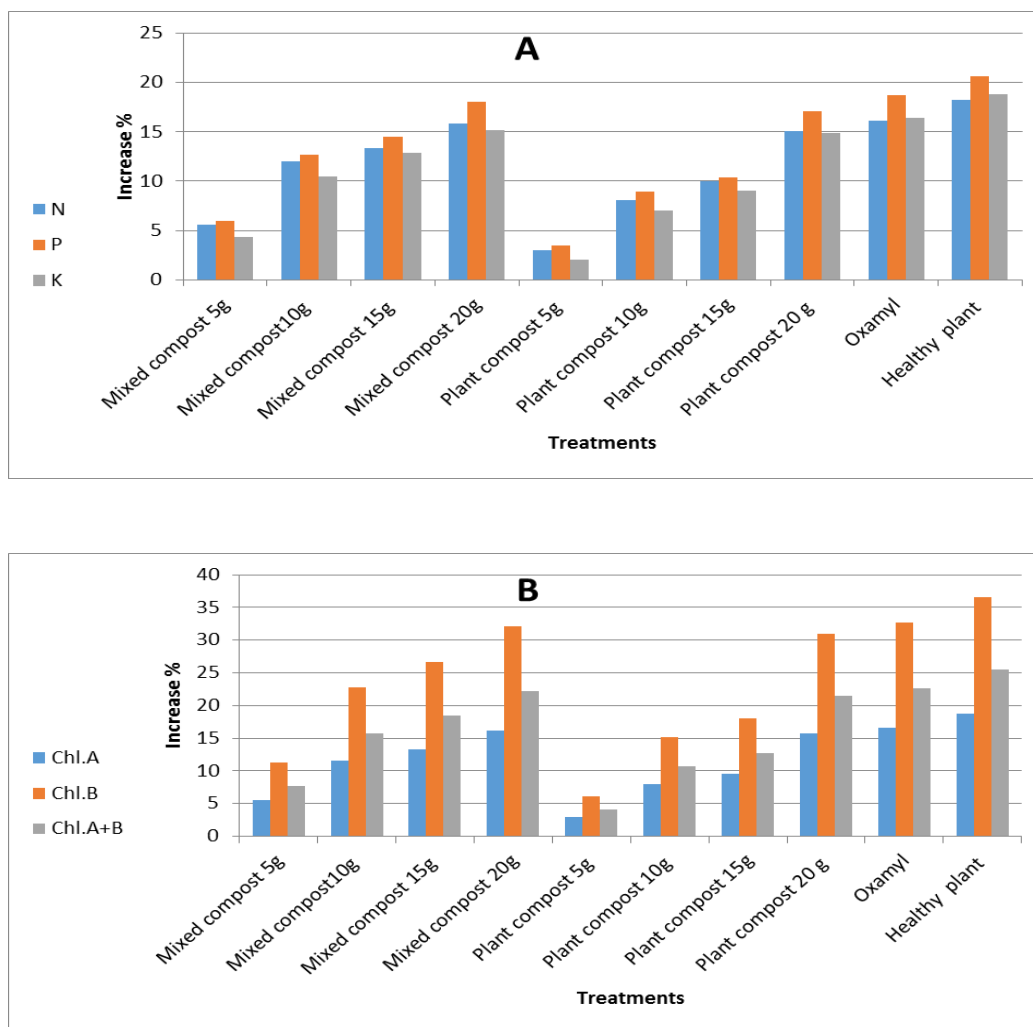 A
Increase %
25
20
15
10
5
0
N
P
K
Mixed compost 5g
Mixed compost10g
Mixed compost 15g
Mixed compost 20g
Plant compost 5g
Plant compost 10g
Plant compost 15g
Plant compost 20 g
Oxamyl
Healthy plant
Treatments
B
Increase %
40
35
30
25
20
15
10
5
0
Chl.A
Chl.B
Chl.A+B
Mixed compost 5g
Mixed compost10g
Mixed compost 15g
Mixed compost 20g
Plant compost 5g
Plant compost 10g
Plant compost 15g
Plant compost 20 g
Oxamyl
Healthy plant
Treatments